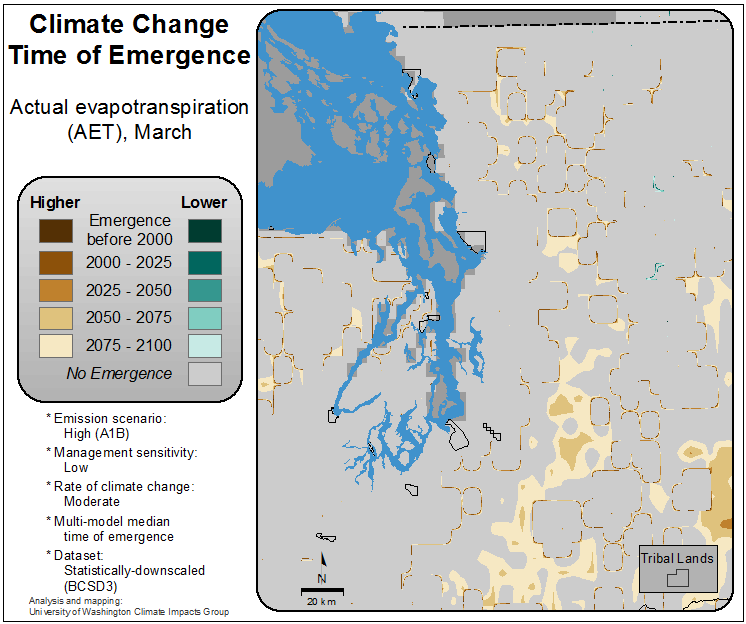 Climate Change
Time of Emergence
Actual evapotranspiration
(AET), March
Higher
Lower
Emergence
before 2000
2000 - 2025
2025 - 2050
2050 - 2075
2075 - 2100
No Emergence
* Emission scenario:
High (A1B)
* Management sensitivity:
Low
* Rate of climate change:
Moderate
* Multi-model median
time of emergence
* Dataset:
Statistically-downscaled
(BCSD3)
Analysis and mapping:
University of Washington Climate Impacts Group
N
20 km
Tribal Lands